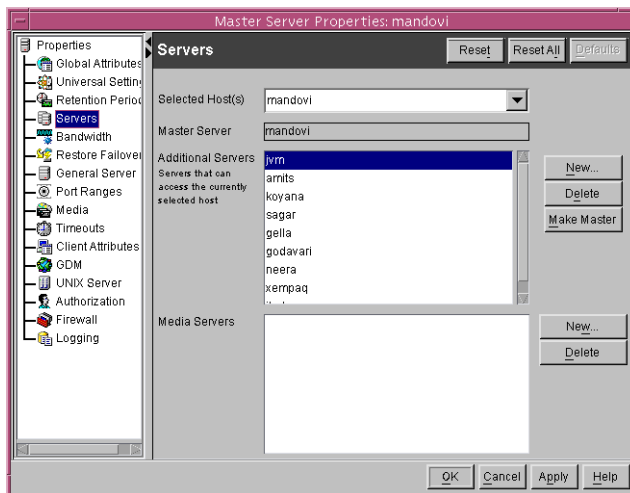 Master Server Properties: mandovi
Properties
Global Attributes
Universal Settin
Retention Period
Servers
Bandwidth
Restore Failover
General Server
Port Ranges
Media
Timeouts
Client Attributes
GDM
UNIX Server
Authorization
Firewall
Logging
Servers
Reset
Reset All
Defaults
Selected Host(s)
mandovi
Master Server
mandovi
Additional Servers
Servers that can
access the currently
selected host
jvm
arnits
koyana
sagar
gella
godavari
neera
xempaq
New...
Delete
Make Master
Media Servers
New...
Delete
OK
Cancel
Apply
Help